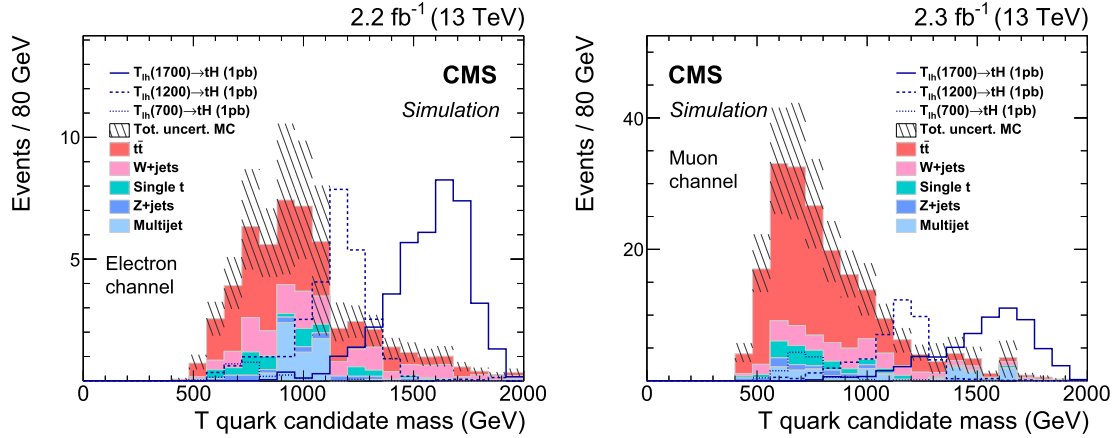 2.2 fb⁻¹ (13 TeV)
Events / 80 GeV
T_lh(1700)→tH (1pb)
T_lh(1200)→tH (1pb)
T_lh(700)→tH (1pb)
Tot. uncert. MC
tt̄
W+jets
Single t
Z+jets
Multijet
CMS
Simulation
Electron
channel
10
5
0
500
1000
1500
2000
T quark candidate mass (GeV)
2.3 fb⁻¹ (13 TeV)
Events / 80 GeV
CMS
Simulation
Muon
channel
T_lh(1700)→tH (1pb)
T_lh(1200)→tH (1pb)
T_lh(700)→tH (1pb)
Tot. uncert. MC
tt̄
W+jets
Single t
Z+jets
Multijet
40
20
0
500
1000
1500
2000
T quark candidate mass (GeV)